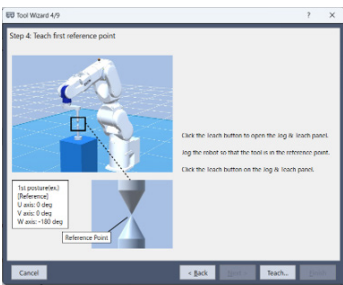 Tool Wizard 4/9
? X
Step 4: Teach first reference point
Click the Teach button to open the Jog & Teach panel.
Jog the robot so that the tool is in the reference point.
Click the Teach button on the Jog & Teach panel.
1st posture(ex.)
[Reference]
U axis: 0 deg
V axis: 0 deg
W axis: -180 deg
Reference Point
Cancel
< Back
Teach...